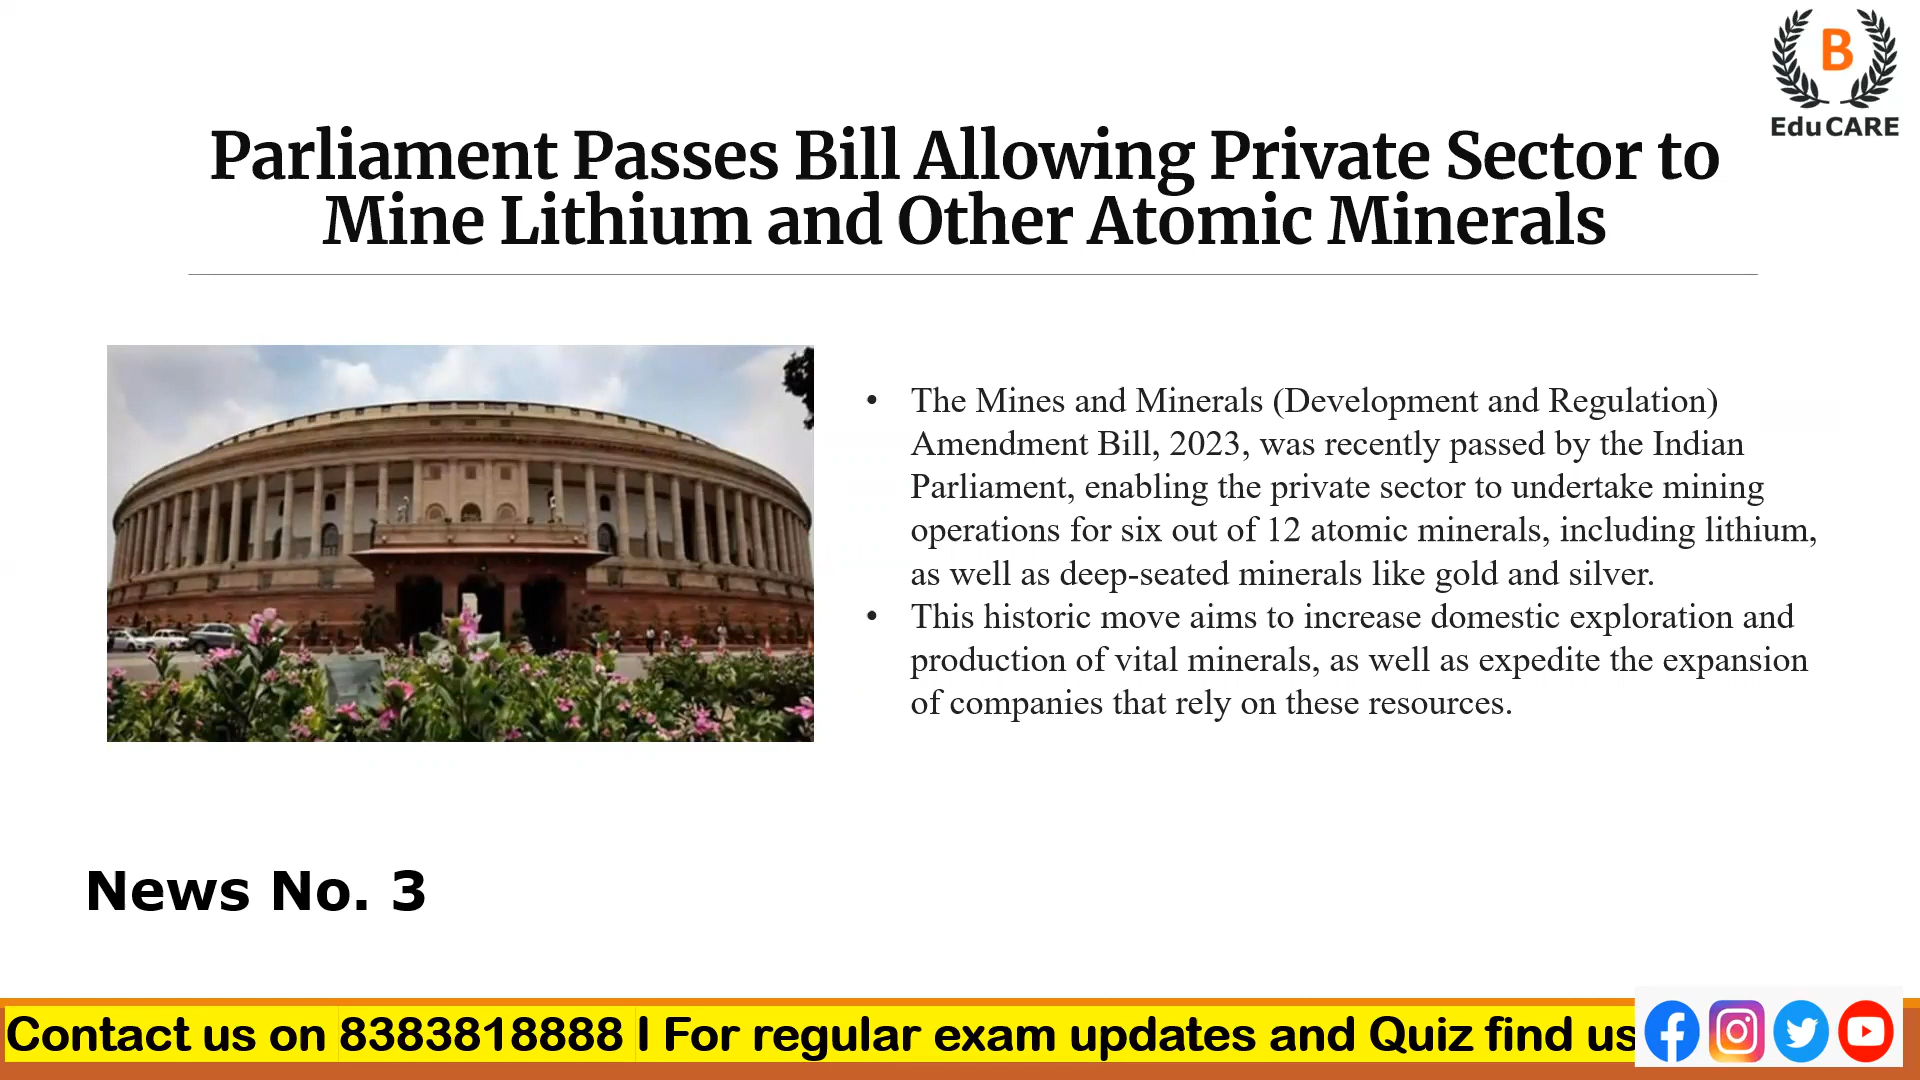 B
EduCARE
Parliament Passes Bill Allowing Private Sector to
Mine Lithium and Other Atomic Minerals
• The Mines and Minerals (Development and Regulation)
Amendment Bill, 2023, was recently passed by the Indian
Parliament, enabling the private sector to undertake mining
operations for six out of 12 atomic minerals, including lithium,
as well as deep-seated minerals like gold and silver.
• This historic move aims to increase domestic exploration and
production of vital minerals, as well as expedite the expansion
of companies that rely on these resources.
News No. 3
Contact us on 8383818888 | For regular exam updates and Quiz find us